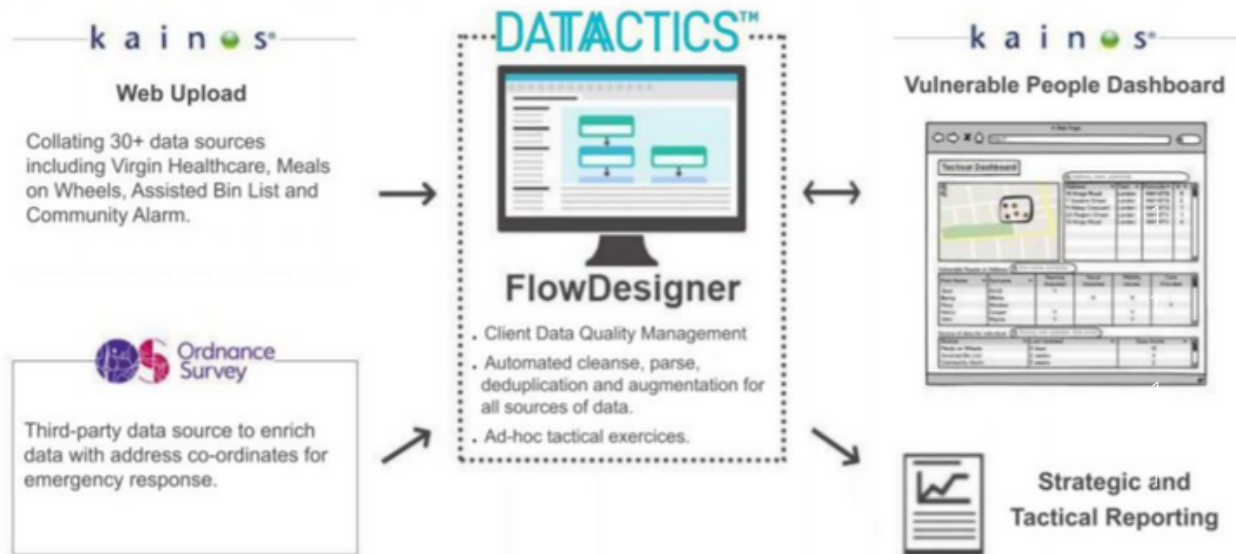 kainos
Web Upload
Collating 30+ data sources
including Virgin Healthcare, Meals
on Wheels, Assisted Bin List and
Community Alarm.
Ordnance
Survey
Third-party data source to enrich
data with address co-ordinates for
emergency response.
DATACTICS™
FlowDesigner
. Client Data Quality Management
. Automated cleanse, parse,
deduplication and augmentation for
all sources of data.
. Ad-hoc tactical exercices.
kainos
Vulnerable People Dashboard
A Web Page
Tactical Dashboard
Strategic and
Tactical Reporting